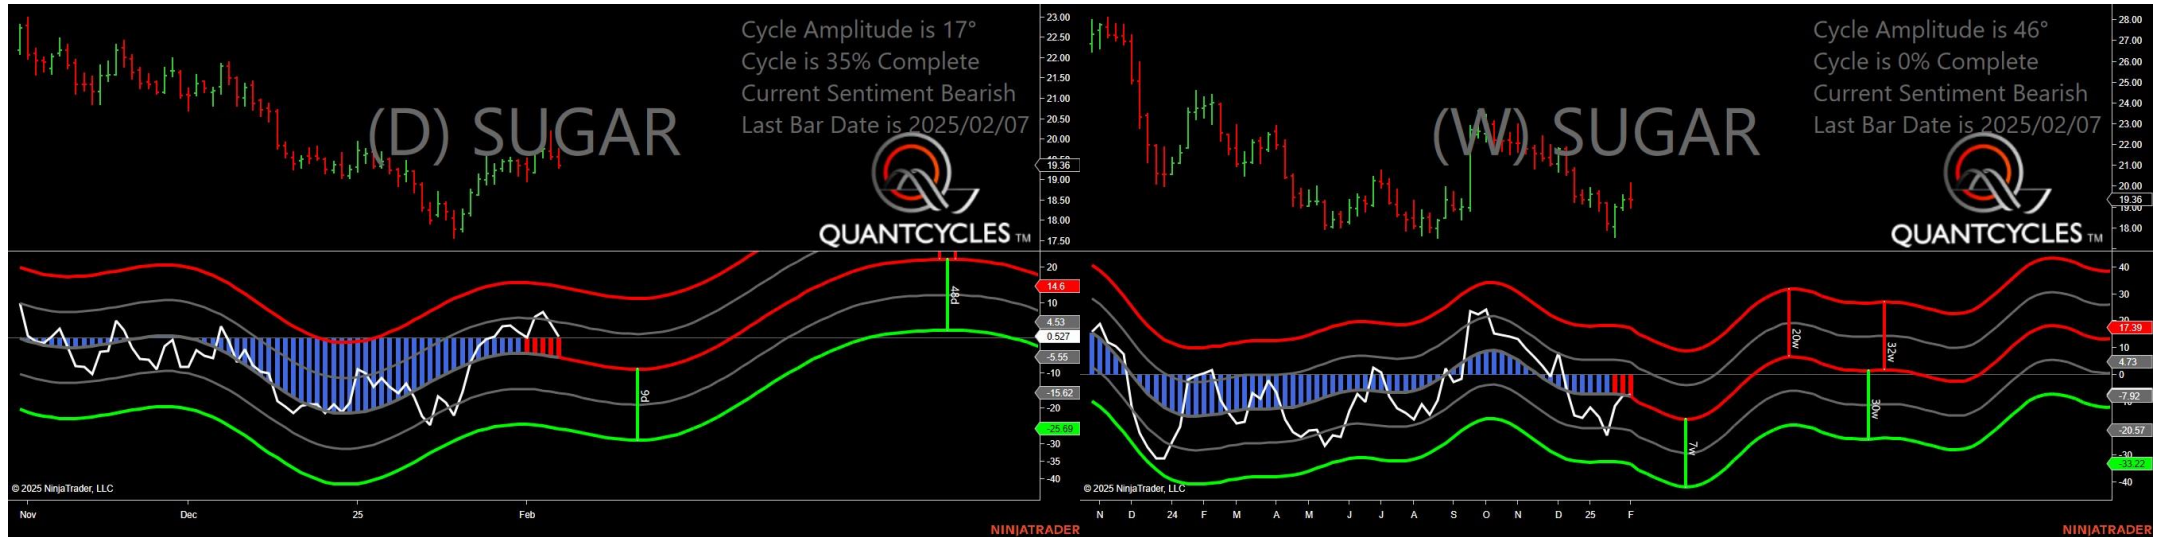 Cycle Amplitude is 17°
Cycle is 35% Complete
Current Sentiment Bearish
Last Bar Date is 2025/02/07
(D) SUGAR
QUANTCYCLES TM
23.00
22.50
22.00
21.50
21.00
20.50
20.00
19.36
19.00
18.50
18.00
17.50
20
14.6
10
4.53
0.527
-5.55
-10
-15.62
-20
-25.69
-30
-35
-40
48d
9d
© 2025 NinjaTrader, LLC
Nov
Dec
25
Feb
NINJATRADER
Cycle Amplitude is 46°
Cycle is 0% Complete
Current Sentiment Bearish
Last Bar Date is 2025/02/07
(W) SUGAR
QUANTCYCLES TM
28.00
27.00
26.00
25.00
24.00
23.00
22.00
21.00
20.00
19.36
19.00
18.00
40
30
17.39
10
4.73
0
-7.92
-20.57
-33.22
-40
20w
32w
30w
7w
© 2025 NinjaTrader, LLC
N D 24 F M A M J J A S O N D 25 F
NINJATRADER